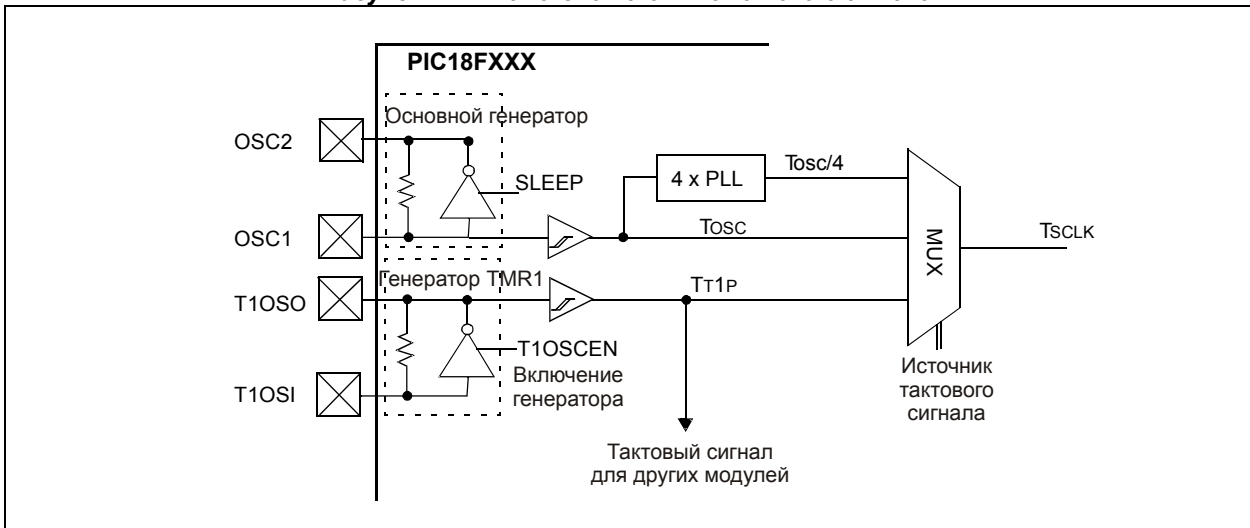 PIC18FXXX
Основной генератор
OSC2
SLEEP
4 x PLL
Tosc/4
OSC1
Tosc
MUX
TSCLK
Генератор TMR1
T1OSO
TT1P
T1OSCEN
Включение
генератора
T1OSI
Источник
тактового
сигнала
Тактовый сигнал
для других модулей